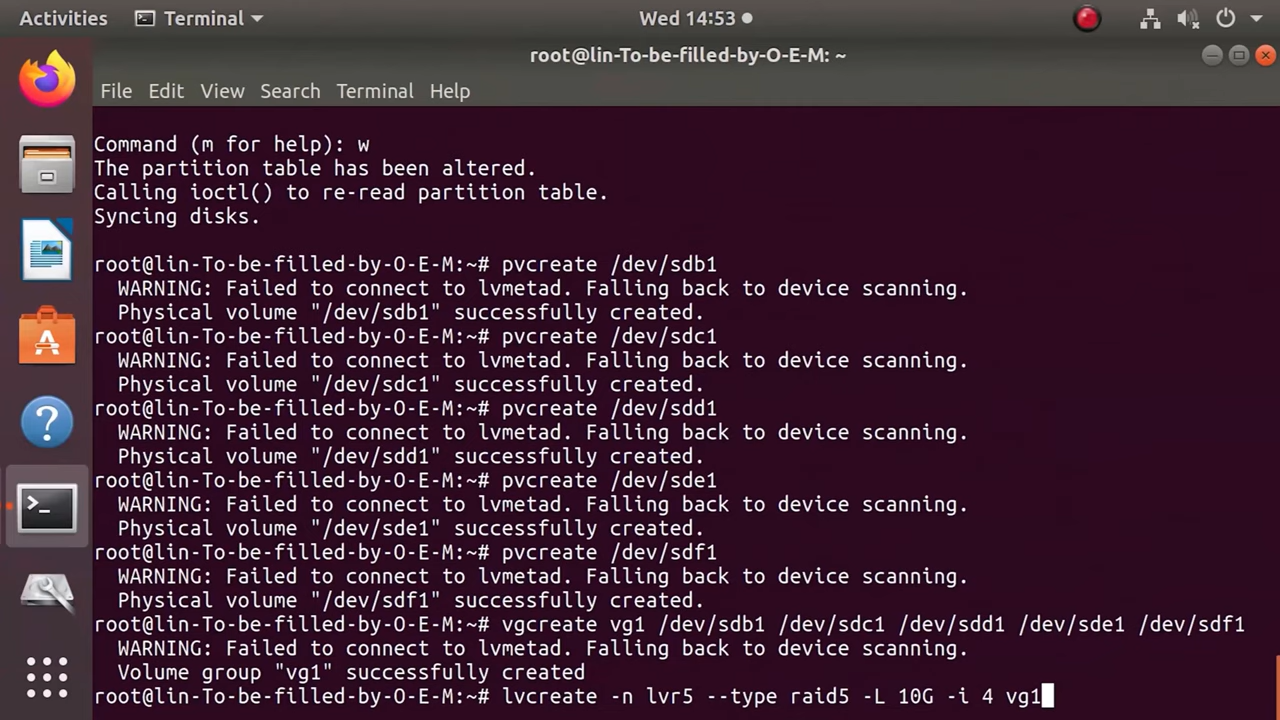 Activities Terminal Wed 14:53
root@lin-To-be-filled-by-O-E-M: ~
File Edit View Search Terminal Help
Command (m for help): w
The partition table has been altered.
Calling ioctl() to re-read partition table.
Syncing disks.
root@lin-To-be-filled-by-O-E-M:~# pvcreate /dev/sdb1
WARNING: Failed to connect to lvmetad. Falling back to device scanning.
Physical volume "/dev/sdb1" successfully created.
root@lin-To-be-filled-by-O-E-M:~# pvcreate /dev/sdc1
WARNING: Failed to connect to lvmetad. Falling back to device scanning.
Physical volume "/dev/sdc1" successfully created.
root@lin-To-be-filled-by-O-E-M:~# pvcreate /dev/sdd1
WARNING: Failed to connect to lvmetad. Falling back to device scanning.
Physical volume "/dev/sdd1" successfully created.
root@lin-To-be-filled-by-O-E-M:~# pvcreate /dev/sde1
WARNING: Failed to connect to lvmetad. Falling back to device scanning.
Physical volume "/dev/sde1" successfully created.
root@lin-To-be-filled-by-O-E-M:~# pvcreate /dev/sdf1
WARNING: Failed to connect to lvmetad. Falling back to device scanning.
Physical volume "/dev/sdf1" successfully created.
root@lin-To-be-filled-by-O-E-M:~# vgcreate vg1 /dev/sdb1 /dev/sdc1 /dev/sdd1 /dev/sde1 /dev/sdf1
WARNING: Failed to connect to lvmetad. Falling back to device scanning.
Volume group "vg1" successfully created
root@lin-To-be-filled-by-O-E-M:~# lvcreate -n lvr5 --type raid5 -L 10G -i 4 vg1